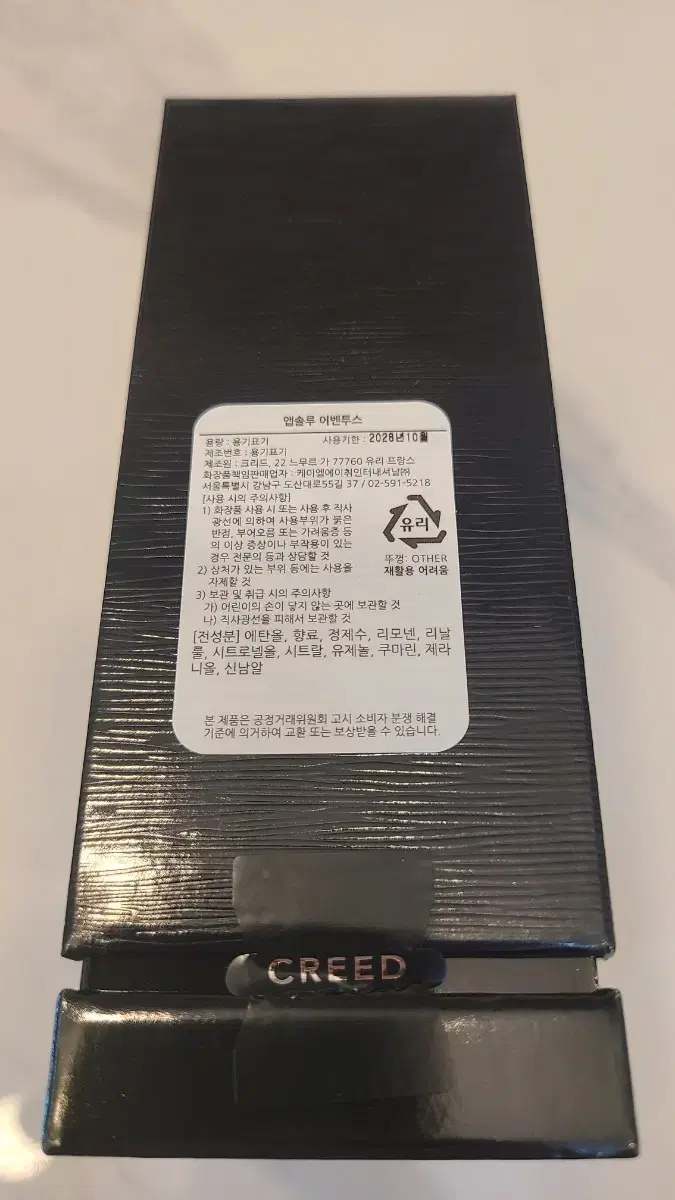 앱솔루 어벤투스
용량 : 용기표기 사용기한 : 2028년10월
제조번호 : 용기표기
제조원 : 크리드, 22 느무르 가 77760 유리 프랑스
화장품책임판매업자 : 케이엘에이취인터내셔날㈜
서울특별시 강남구 도산대로55길 37 / 02-591-5218
[사용 시의 주의사항]
1) 화장품 사용 시 또는 사용 후 직사
광선에 의하여 사용부위가 붉은
반점, 부어오름 또는 가려움증 등
의 이상 증상이나 부작용이 있는
경우 전문의 등과 상담할 것
2) 상처가 있는 부위 등에는 사용을
자제할 것
3) 보관 및 취급 시의 주의사항
가) 어린이의 손이 닿지 않는 곳에 보관할 것
나) 직사광선을 피해서 보관할 것
유리
뚜껑: OTHER
재활용 어려움
[전성분] 에탄올, 향료, 정제수, 리모넨, 리날
룰, 시트로넬올, 시트랄, 유제놀, 쿠마린, 제라
니올, 신남알
본 제품은 공정거래위원회 고시 소비자 분쟁 해결
기준에 의거하여 교환 또는 보상받을 수 있습니다.
CREED